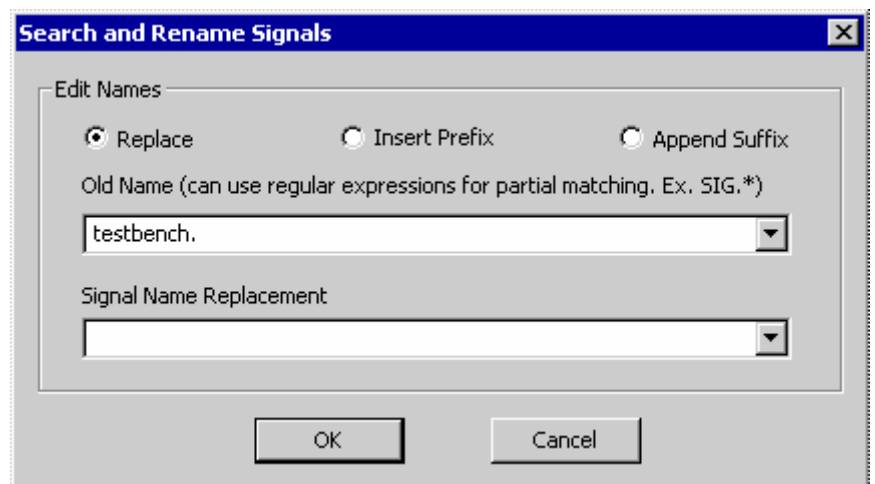 Search and Rename Signals
Edit Names
Replace Insert Prefix Append Suffix
Old Name (can use regular expressions for partial matching. Ex. SIG.*)
testbench.
Signal Name Replacement
OK Cancel